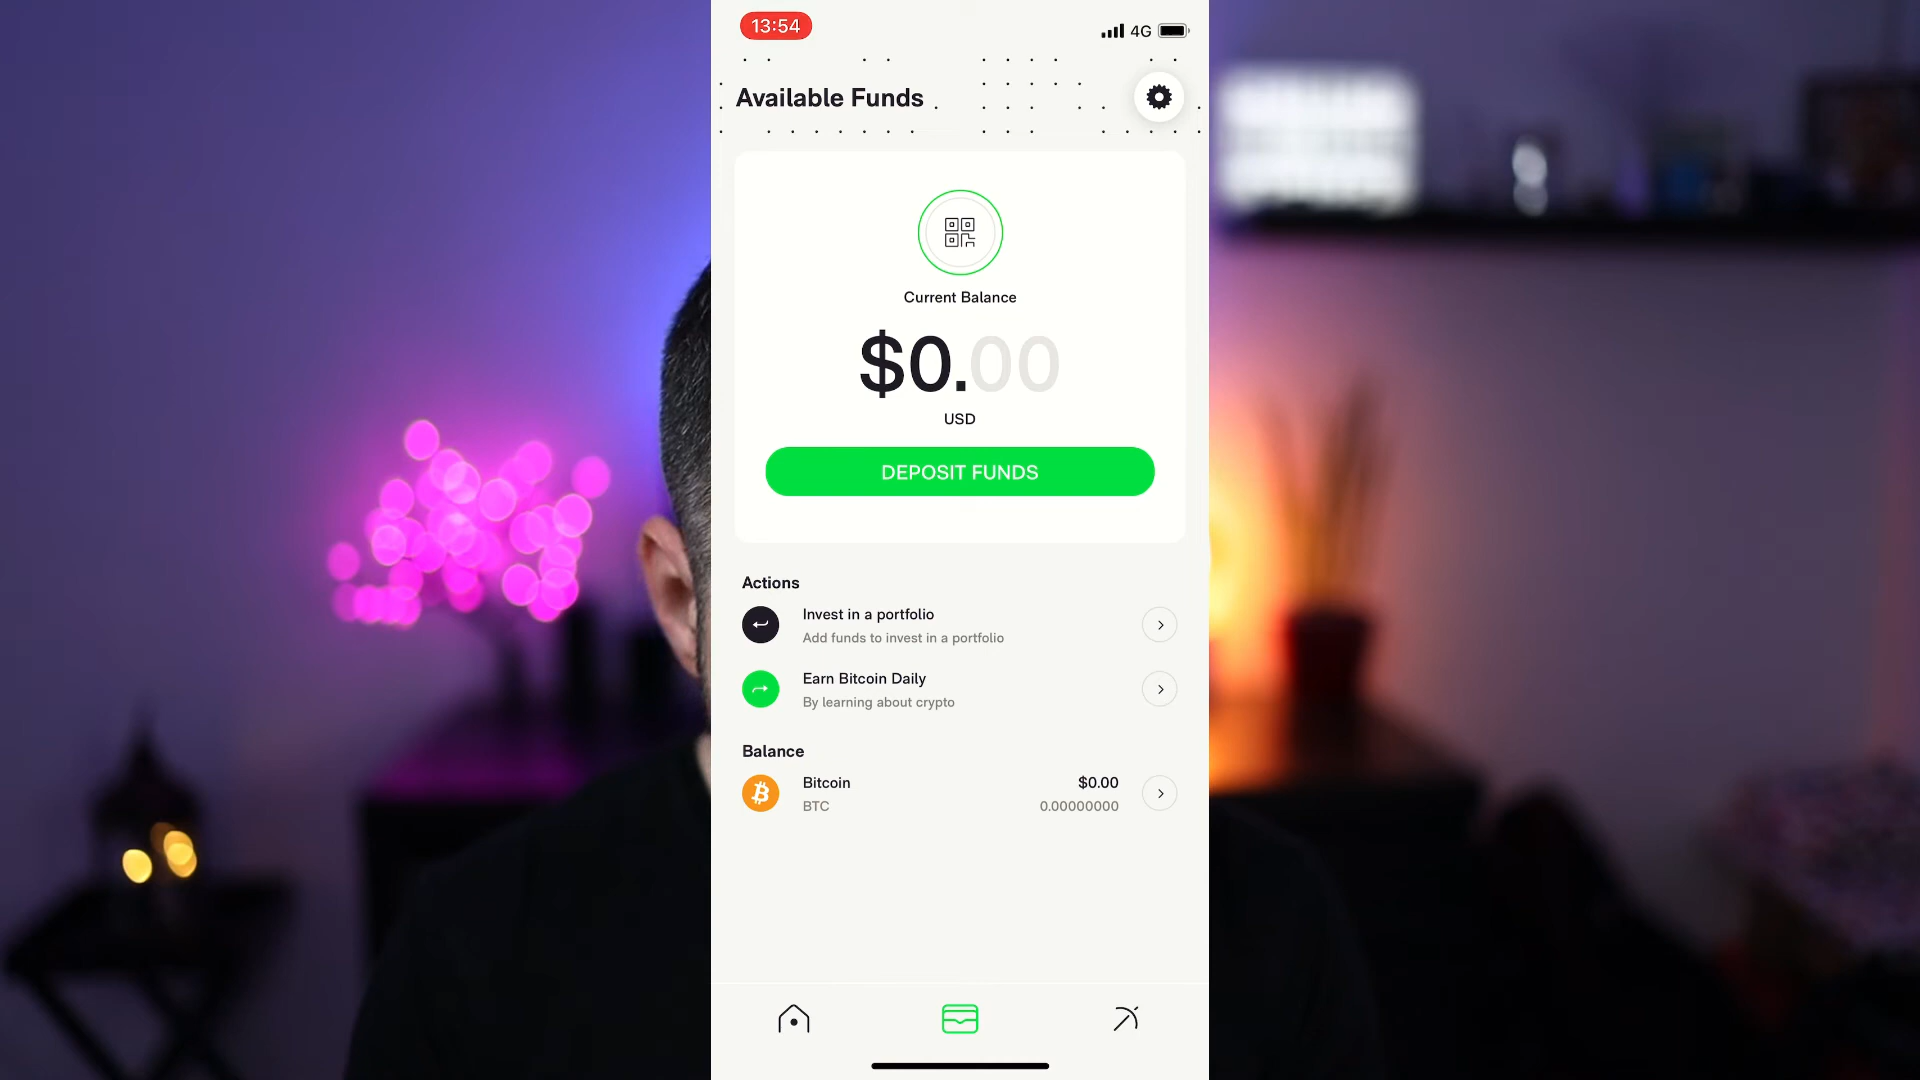 13:54
4G
Available Funds
Current Balance
$0.00
USD
DEPOSIT FUNDS
Actions
Invest in a portfolio
Add funds to invest in a portfolio
Earn Bitcoin Daily
By learning about crypto
Balance
Bitcoin $0.00
BTC 0.00000000